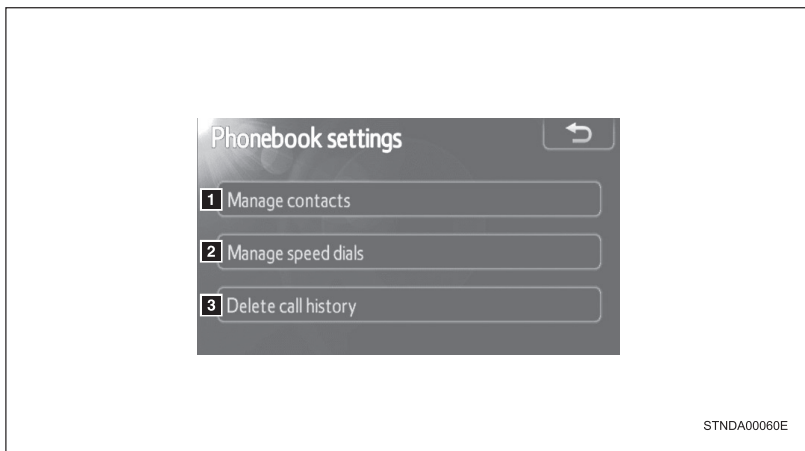 Phonebook settings
1 Manage contacts
2 Manage speed dials
3 Delete call history
STNDA00060E